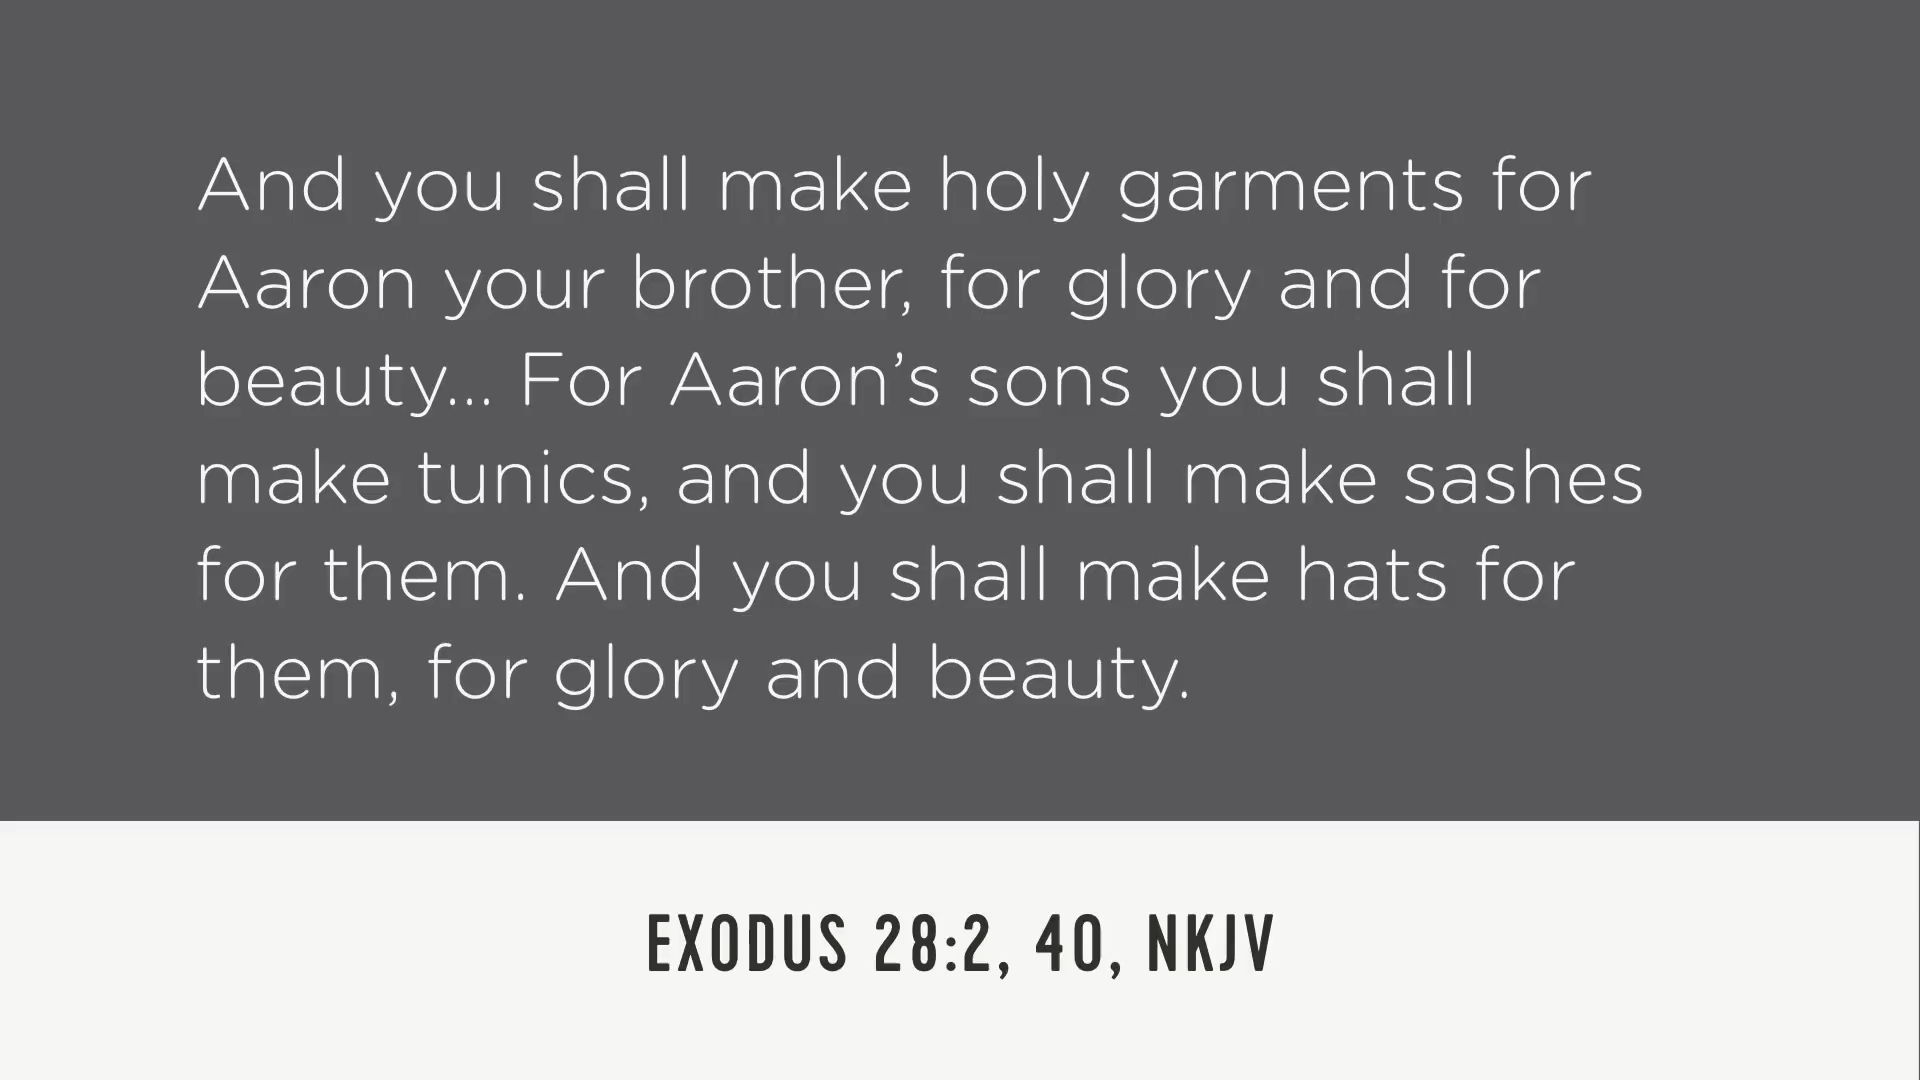 And you shall make holy garments for
Aaron your brother, for glory and for
beauty... For Aaron’s sons you shall
make tunics, and you shall make sashes
for them. And you shall make hats for
them, for glory and beauty.
EXODUS 28:2, 40, NKJV